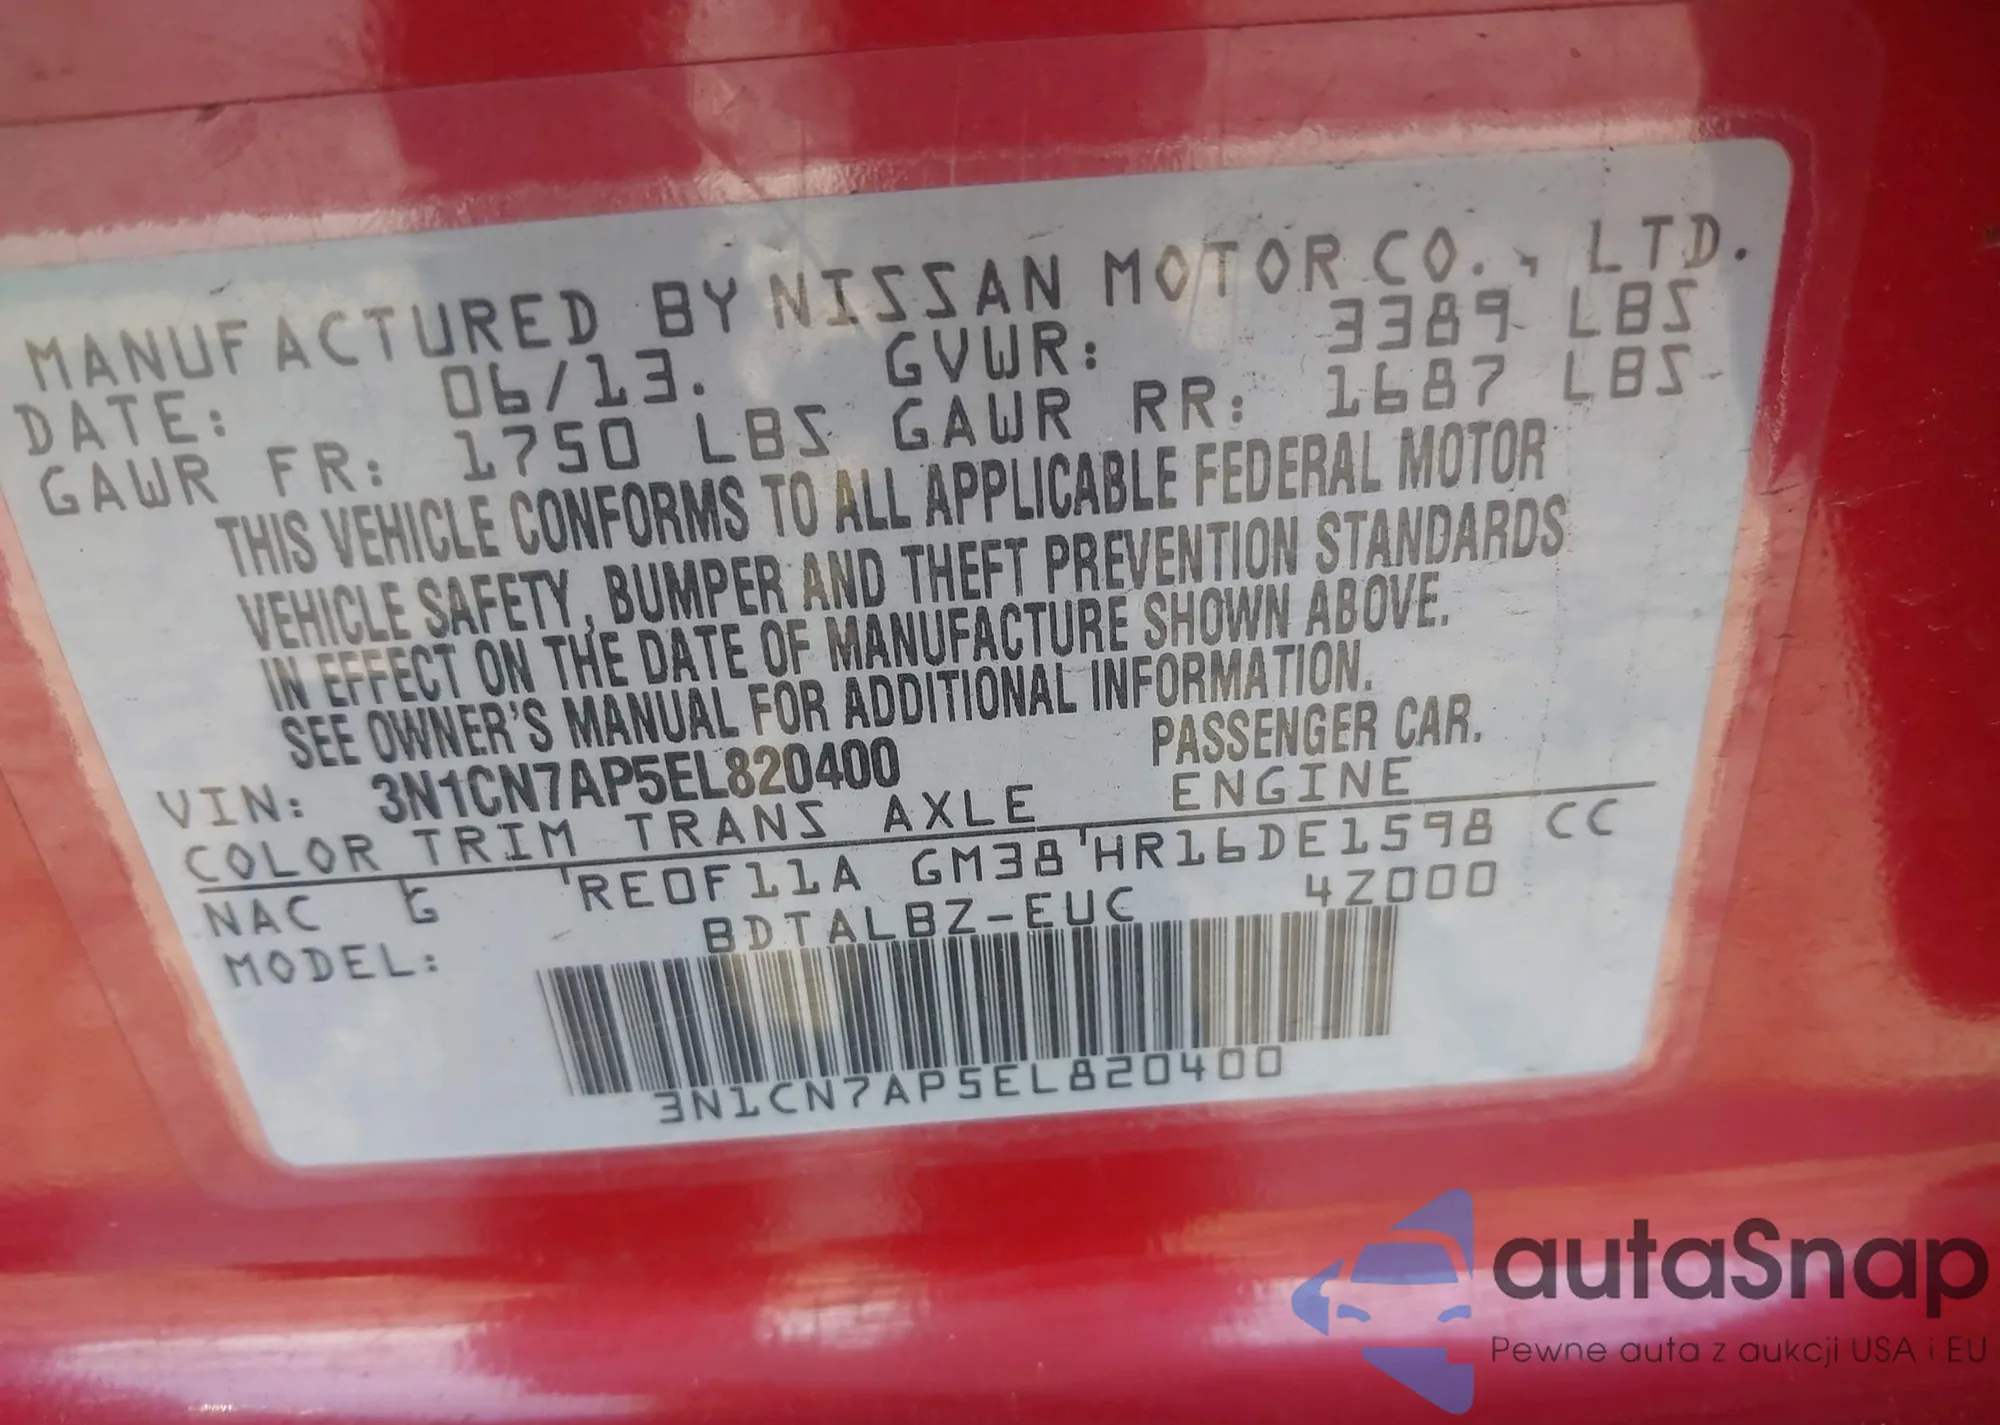 MANUFACTURED BY NISSAN MOTOR CO., LTD.
DATE: 06/13. GVWR: 3389 LBS
GAWR FR: 1750 LBS GAWR RR: 1687 LBS
THIS VEHICLE CONFORMS TO ALL APPLICABLE FEDERAL MOTOR
VEHICLE SAFETY, BUMPER AND THEFT PREVENTION STANDARDS
IN EFFECT ON THE DATE OF MANUFACTURE SHOWN ABOVE.
SEE OWNER'S MANUAL FOR ADDITIONAL INFORMATION.
VIN: 3N1CN7AP5EL820400 PASSENGER CAR.
COLOR TRIM TRANS AXLE ENGINE
NAC G RE0F11A GM38 HR16DE1598 CC
MODEL: BDTALBZ-EUC 4Z000
3N1CN7AP5EL820400
autaSnap
Pewne auta z aukcji USA i EU